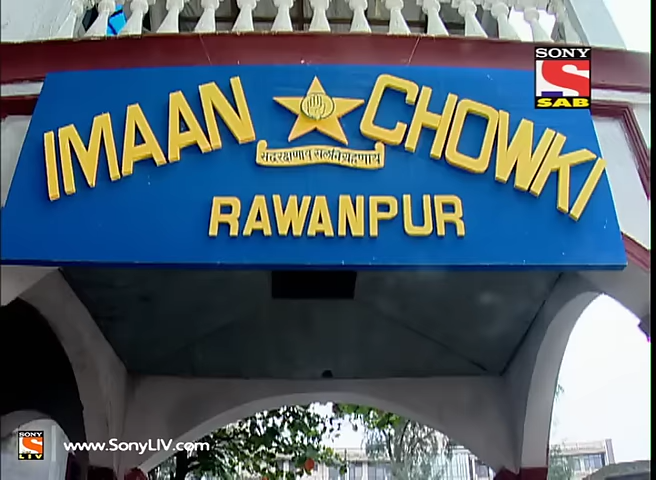 SONY
S
SAB
IMAAN CHOWKI
सद्रक्षणाय खलनिग्रहणाय
RAWANPUR
SONY
S
LIV
www.SonyLIV.com